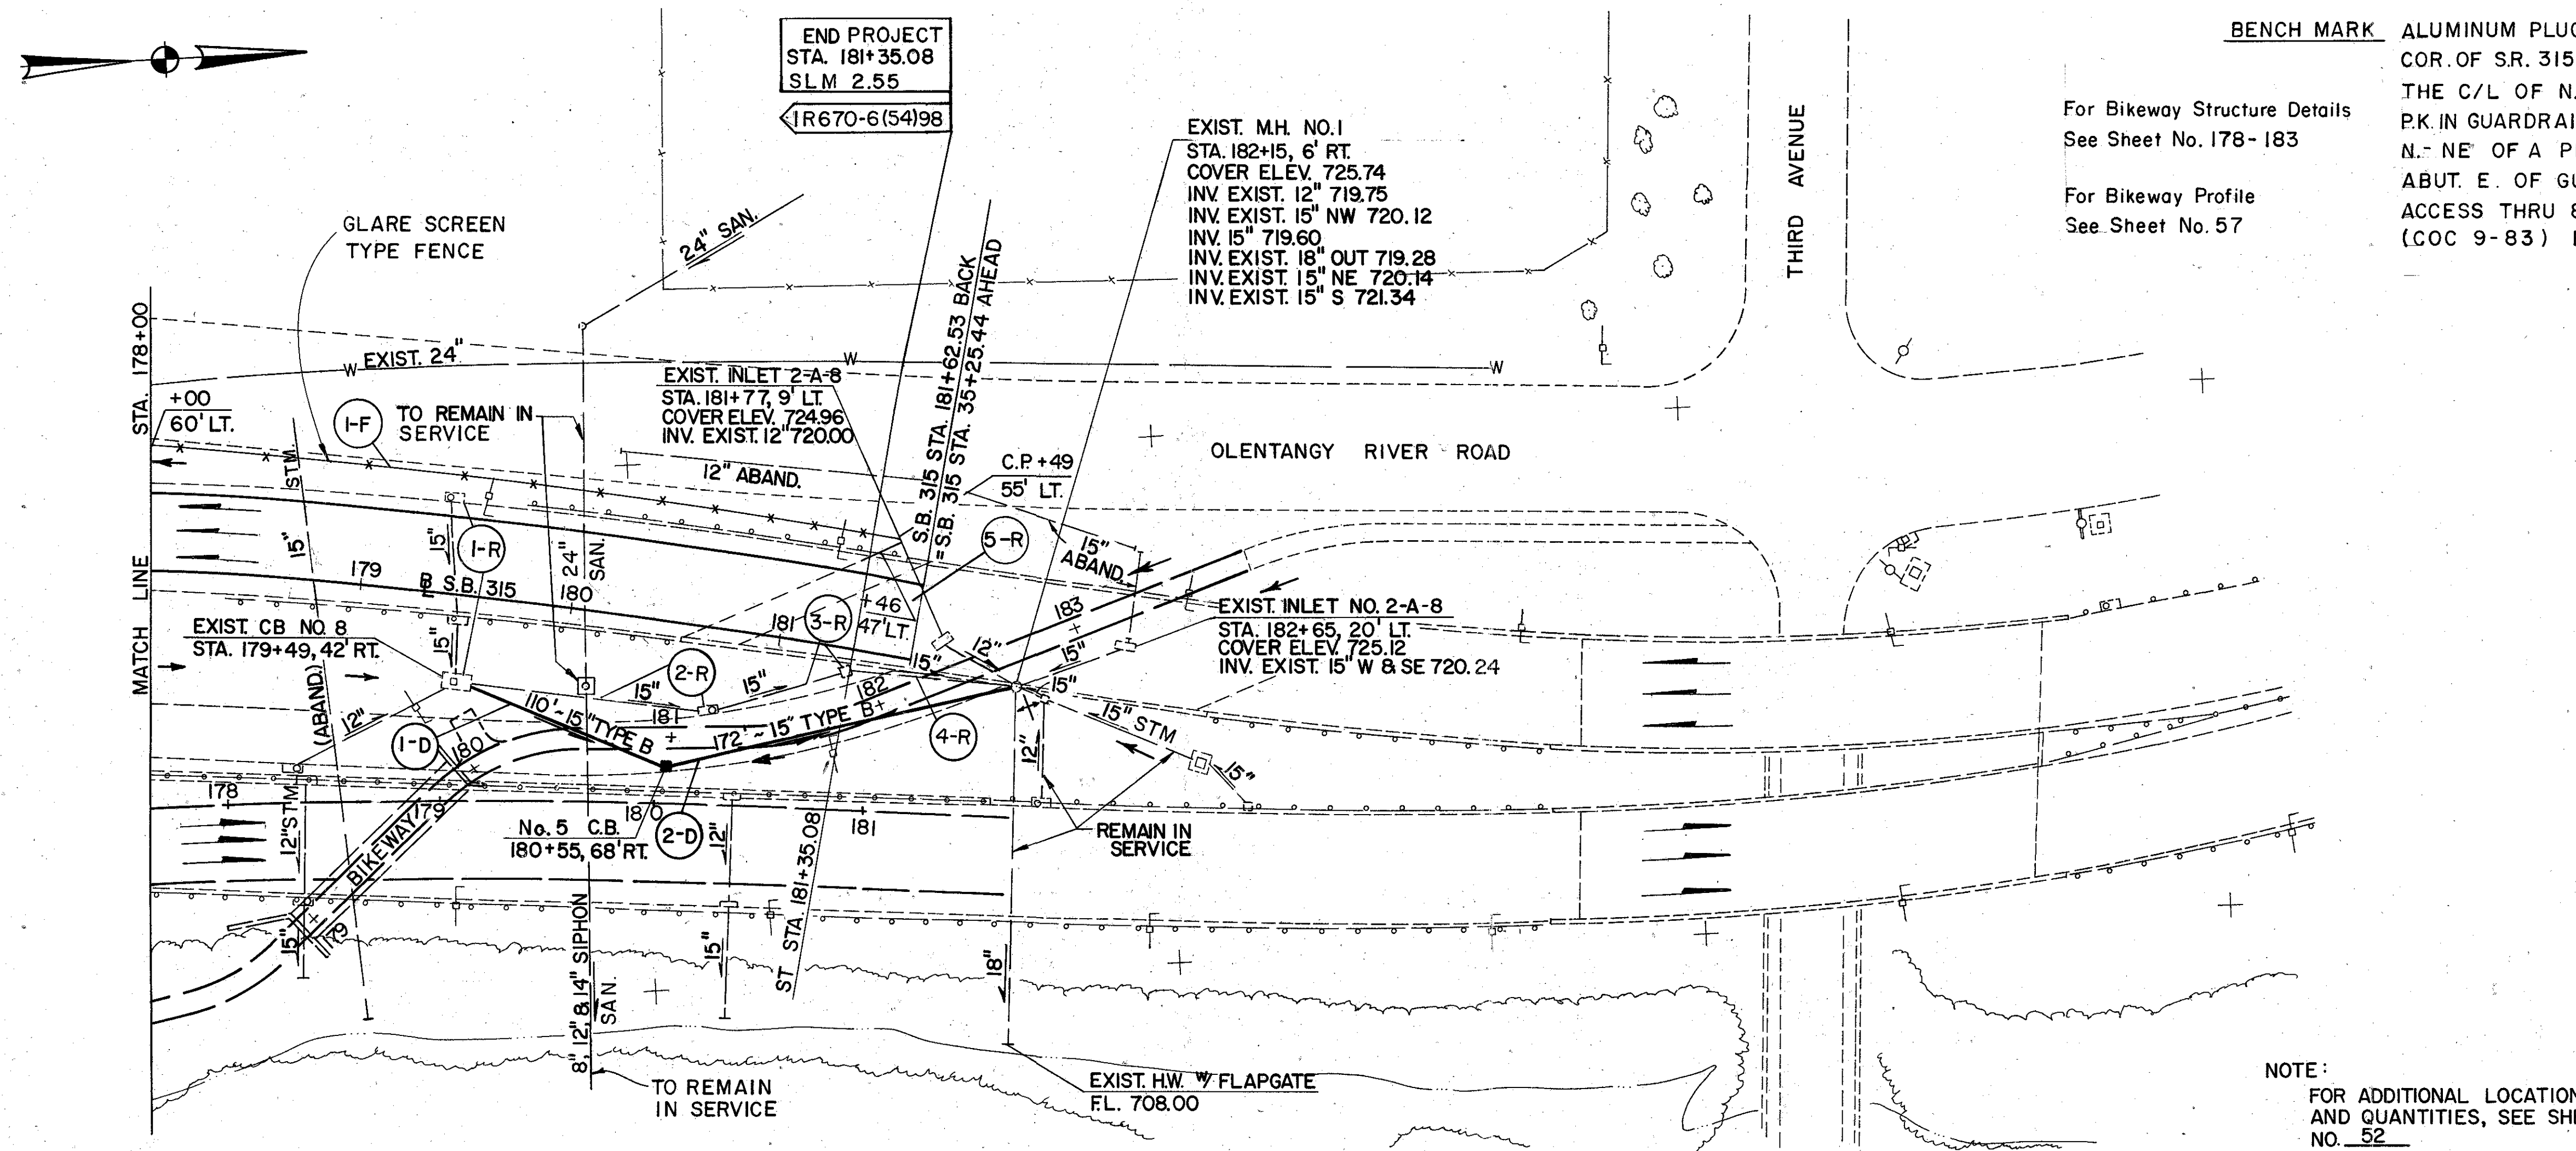 END PROJECT
STA. 181+35.08
SLM 2.55
IR670-6(54)98
BENCH MARK
ALUMINUM PLUG
COR. OF S.R. 315
THE C/L OF N.
P.K. IN GUARDRAI
N.-NE OF A P
ABUT. E. OF GU
ACCESS THRU 8
(COC 9-83)
For Bikeway Structure Details
See Sheet No. 178-183
For Bikeway Profile
See Sheet No. 57
EXIST. M.H. NO.1
STA. 182+15, 6' RT.
COVER ELEV. 725.74
INV. EXIST. 12" 719.75
INV. EXIST. 15" NW 720.12
INV. 15" 719.60
INV. EXIST. 18" OUT 719.28
INV. EXIST. 15" NE 720.14
INV. EXIST. 15" S 721.34
THIRD AVENUE
GLARE SCREEN
TYPE FENCE
24" SAN.
STA. 178+00
MATCH LINE
EXIST. 24"
W
W
W
+00
60' LT.
1-F
TO REMAIN IN
SERVICE
EXIST. INLET 2-A-8
STA. 181+77, 9' LT.
COVER ELEV. 724.96
INV. EXIST. 12" 720.00
S.B. 315 STA. 181+62.53 BACK
=S.B. 315 STA. 35+25.44 AHEAD
12" ABAND.
C.P. +49
55' LT.
OLENTANGY RIVER ROAD
15" STM.
(ABAND.)
15"
1-R
24" SAN.
5-R
15"
ABAND.
179
B S.B. 315
180
181
3-R
+46
47' LT.
183
EXIST. INLET NO. 2-A-8
STA. 182+65, 20' LT.
COVER ELEV. 725.12
INV. EXIST. 15" W & SE 720.24
EXIST. CB NO. 8
STA. 179+49, 42' RT.
15"
2-R
15"
15"
15"
12"
15"
15"
182
12"
110'~15" TYPE B
181
172'~15" TYPE B
4-R
15" STM
15"
1-D
180
178
12" STM.
BIKEWAY
179
179
15"
No. 5 C.B.
180+55, 68' RT.
180
2-D
12"
181
12"
REMAIN IN
SERVICE
ST STA. 181+35.08
8", 12", & 14" SIPHON
SAN.
15"
18"
TO REMAIN
IN SERVICE
EXIST. H.W. W/ FLAPGATE
F.L. 708.00
NOTE:
FOR ADDITIONAL LOCATION
AND QUANTITIES, SEE SHE
NO. 52